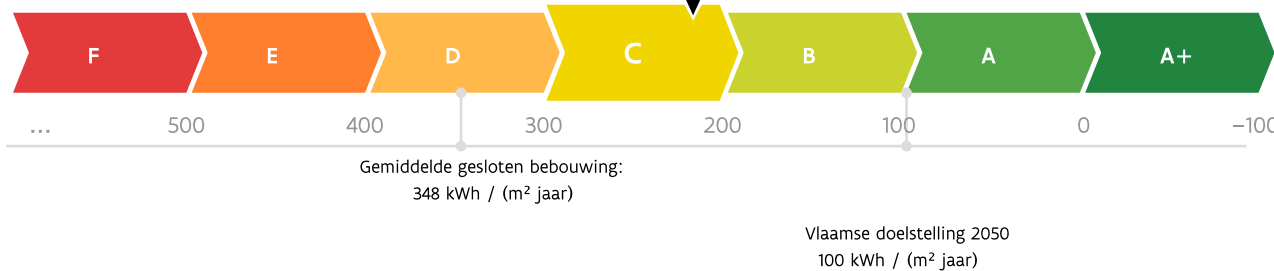 F E D C B A A+
... 500 400 300 200 100 0 −100
Gemiddelde gesloten bebouwing:
348 kWh / (m² jaar)
Vlaamse doelstelling 2050
100 kWh / (m² jaar)